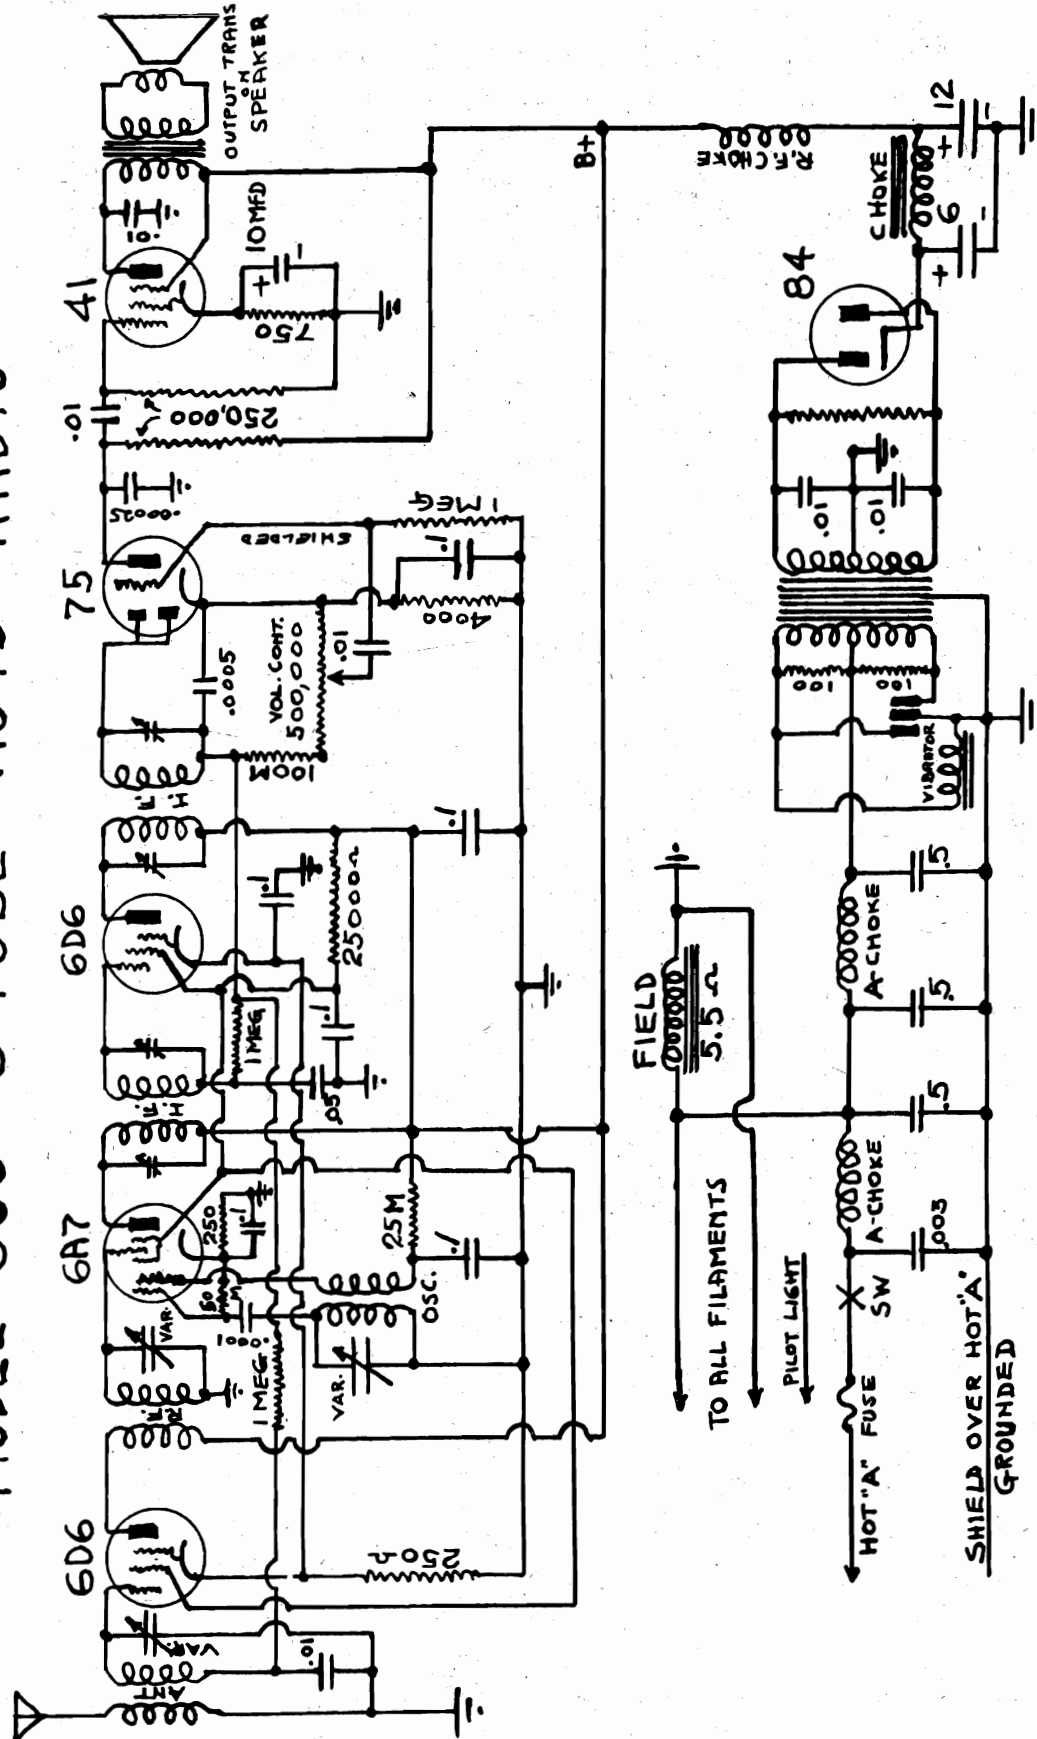 6D6
6A7
6D6
75
41
OUTPUT TRANS
ON
SPEAKER
ANT
VAR.
.01
250Ω
R.F.
VAR.
50
M
250
.1
.0001
1 MEG.
VAR.
OSC.
25M
.1
I.F.
1 MEG
.05
.1
.1
25000Ω
I.F.
.1
100M
.0005
VOL. CONT.
500,000
.01
SHIELDED
4000
.1
1 MEG
.00025
.01
250,000
.01
10 MFD
+
-
750
B+
R.F. CHOKE
FIELD
5.5Ω
TO ALL FILAMENTS
PILOT LIGHT
HOT "A" FUSE
SW
A-CHOKE
A-CHOKE
.003
.5
.5
.5
VIBRATOR
100
100
.01
.01
84
CHOKE
+
6
-
+
12
-
SHIELD OVER HOT "A"
GROUNDED